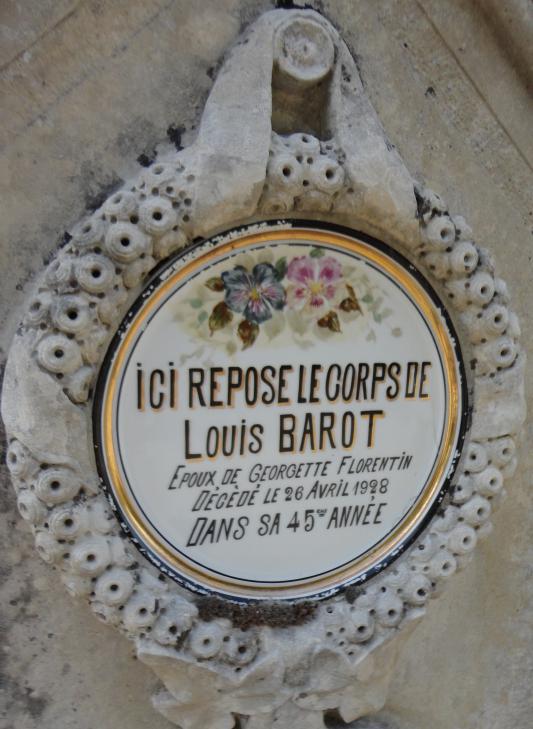 ICI REPOSE LE CORPS DE
Louis BAROT
EPOUX DE GEORGETTE FLORENTIN
DÉCÉDÉ LE 26 AVRIL 1928
DANS SA 45me ANNÉE